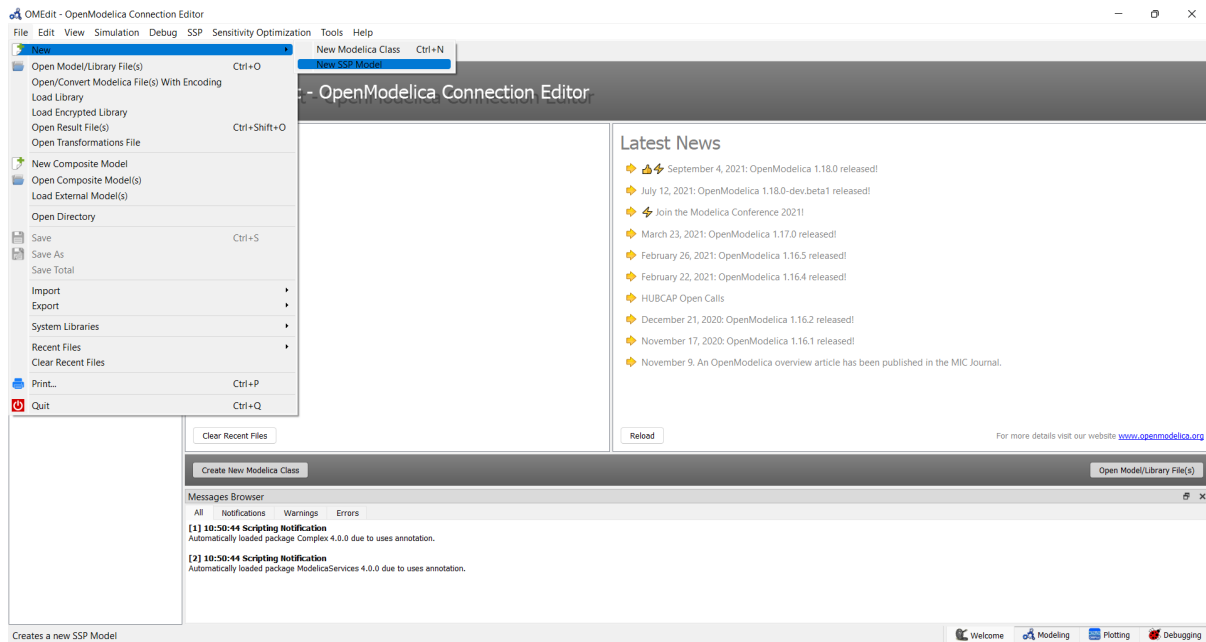 OMEdit - OpenModelica Connection Editor
File Edit View Simulation Debug SSP Sensitivity Optimization Tools Help
New
New Modelica Class Ctrl+N
New SSP Model
Open Model/Library File(s) Ctrl+O
Open/Convert Modelica File(s) With Encoding
Load Library
Load Encrypted Library
Open Result File(s) Ctrl+Shift+O
Open Transformations File
New Composite Model
Open Composite Model(s)
Load External Model(s)
Open Directory
Save Ctrl+S
Save As
Save Total
Import
Export
System Libraries
Recent Files
Clear Recent Files
Print... Ctrl+P
Quit Ctrl+Q
- OpenModelica Connection Editor
Latest News
September 4, 2021: OpenModelica 1.18.0 released!
July 12, 2021: OpenModelica 1.18.0-dev.beta1 released!
Join the Modelica Conference 2021!
March 23, 2021: OpenModelica 1.17.0 released!
February 26, 2021: OpenModelica 1.16.5 released!
February 22, 2021: OpenModelica 1.16.4 released!
HUBCAP Open Calls
December 21, 2020: OpenModelica 1.16.2 released!
November 17, 2020: OpenModelica 1.16.1 released!
November 9. An OpenModelica overview article has been published in the MIC Journal.
Clear Recent Files
Reload
For more details visit our website www.openmodelica.org
Create New Modelica Class
Open Model/Library File(s)
Messages Browser
All Notifications Warnings Errors
[1] 10:50:44 Scripting Notification
Automatically loaded package Complex 4.0.0 due to uses annotation.
[2] 10:50:44 Scripting Notification
Automatically loaded package ModelicaServices 4.0.0 due to uses annotation.
Creates a new SSP Model
Welcome Modeling Plotting Debugging